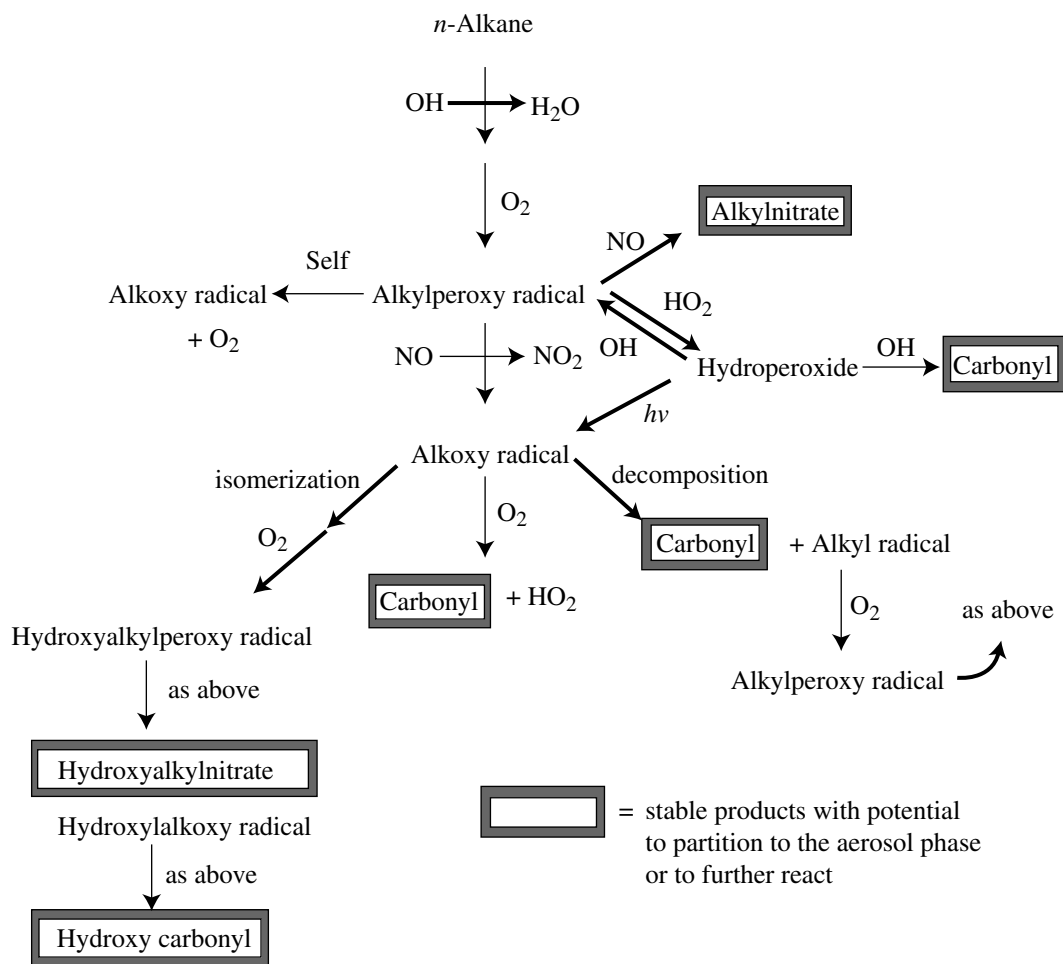 n-Alkane
OH
H₂O
O₂
Alkylnitrate
NO
Self
Alkoxy radical
Alkylperoxy radical
HO₂
+ O₂
NO
NO₂
OH
Hydroperoxide
OH
Carbonyl
hν
Alkoxy radical
isomerization
decomposition
O₂
O₂
Carbonyl
+ Alkyl radical
Carbonyl
+ HO₂
O₂
as above
Hydroxyalkylperoxy radical
Alkylperoxy radical
as above
Hydroxyalkylnitrate
Hydroxylalkoxy radical
as above
Hydroxy carbonyl
= stable products with potential
to partition to the aerosol phase
or to further react